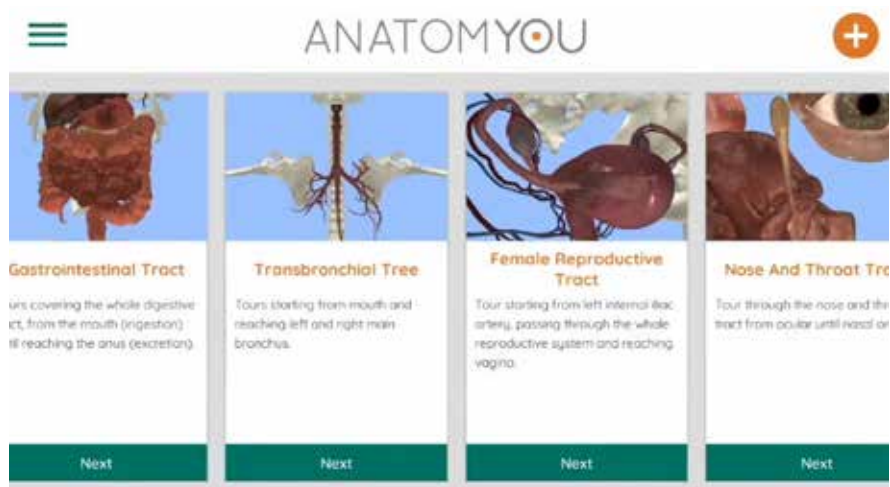 ANATOMYOU
Gastrointestinal Tract
urs covering the whole digestive
ct, from the mouth (ingestion)
til reaching the anus (excretion).
Next
Transbronchial Tree
Tours starting from mouth and
reaching left and right main
bronchus.
Next
Female Reproductive
Tract
Tour starting from left internal iliac
artery, passing through the whole
reproductive system and reaching
vagina.
Next
Nose And Throat Tra
Tour through the nose and thr
tract from ocular until nasal
Next